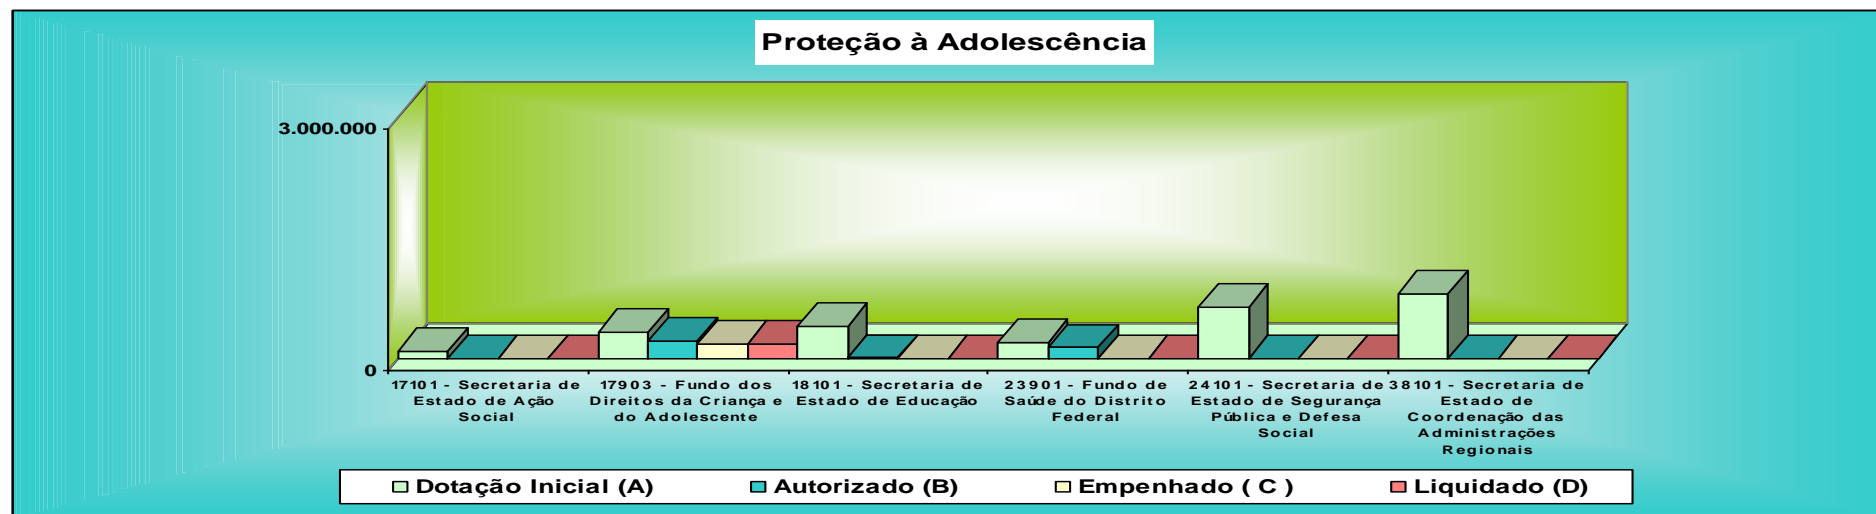 Proteção à Adolescência
3.000.000
0
17101 - Secretaria de
Estado de Ação
Social
17903 - Fundo dos
Direitos da Criança e
do Adolescente
18101 - Secretaria de
Estado de Educação
23901 - Fundo de
Saúde do Distrito
Federal
24101 - Secretaria de
Estado de Segurança
Pública e Defesa
Social
38101 - Secretaria de
Estado de
Coordenação das
Administrações
Regionais
Dotação Inicial (A)
Autorizado (B)
Empenhado ( C )
Liquidado (D)